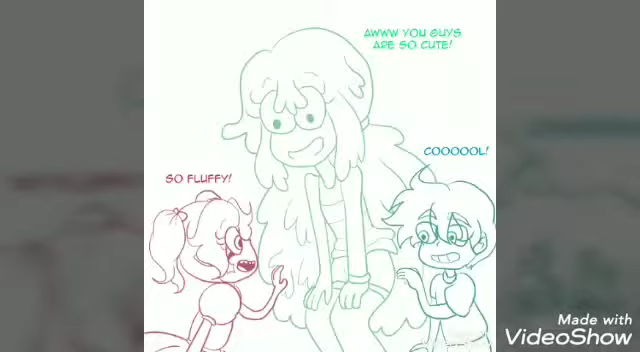 AWWW YOU GUYS
ARE SO CUTE!
COOOOOL!
SO FLUFFY!
Made with
VideoShow